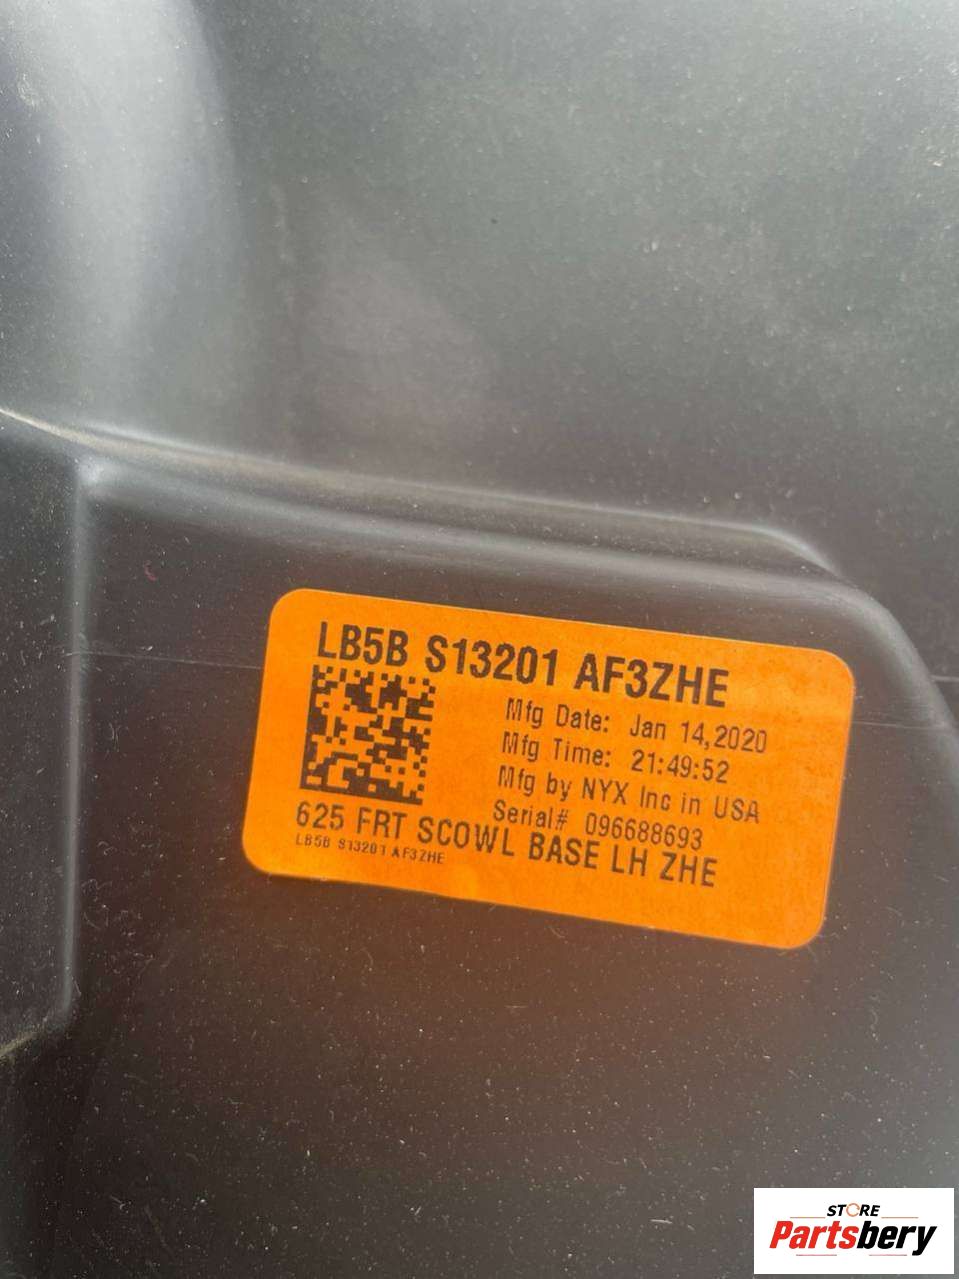 LB5B S13201 AF3ZHE
Mfg Date: Jan 14,2020
Mfg Time: 21:49:52
Mfg by NYX Inc in USA
Serial# 096688693
625 FRT SCOWL BASE LH ZHE
LB5B S13201 AF3ZHE
STORE
Partsbery